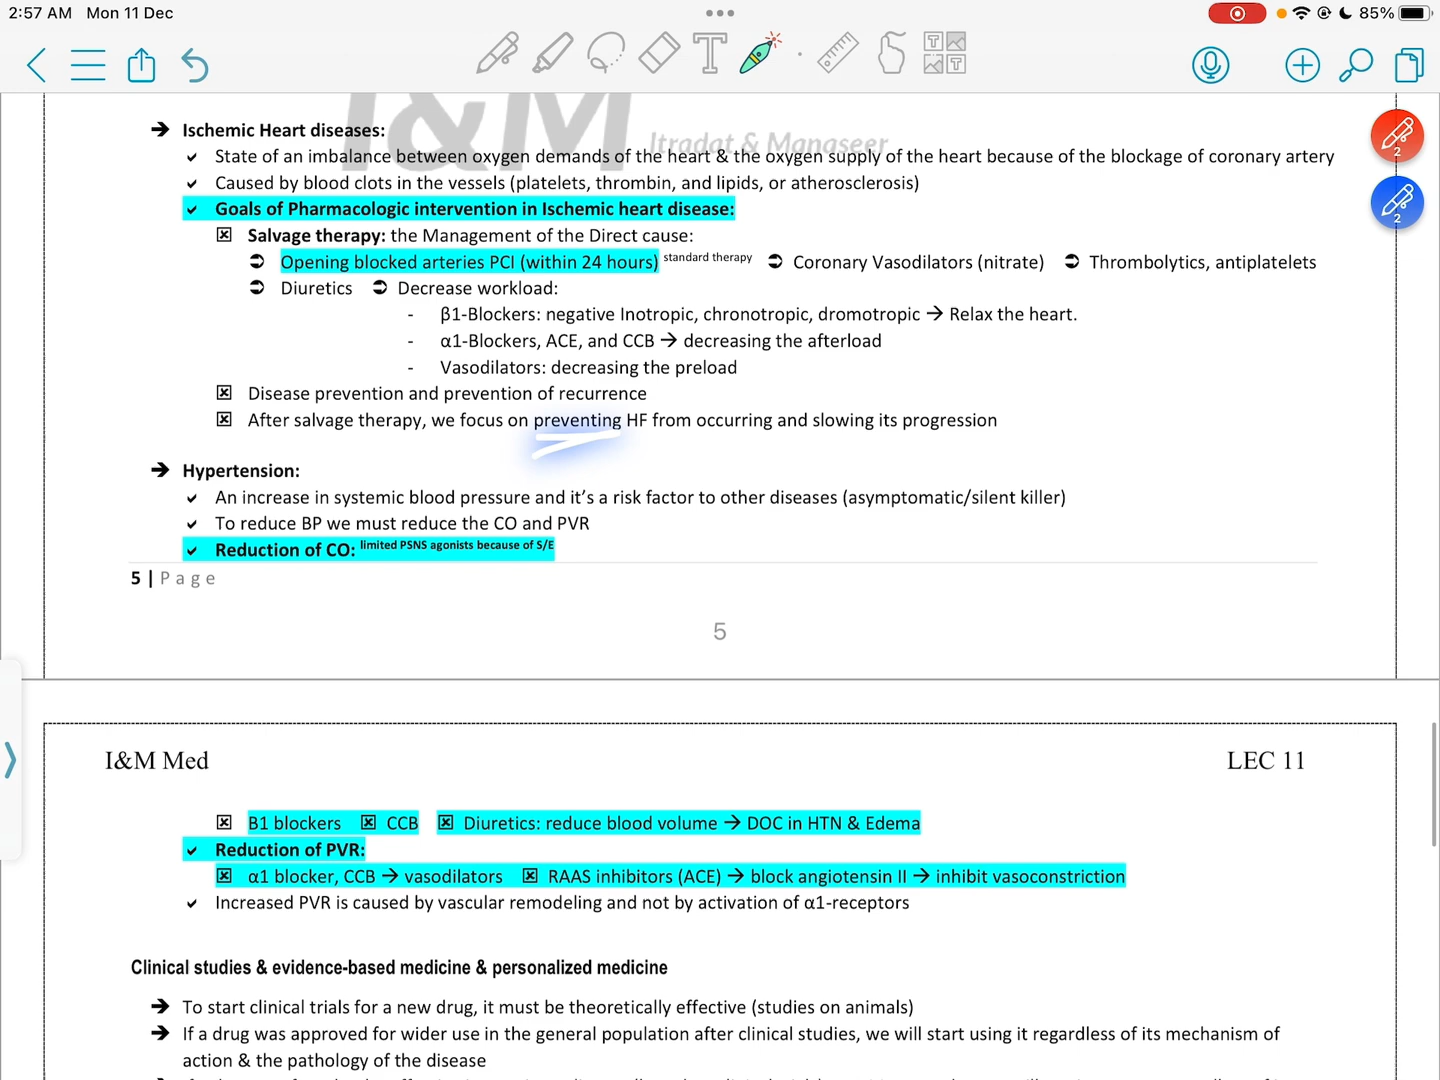 2:57 AM Mon 11 Dec
85%
I&M
Itradat & Manaseer
2
2
➔ Ischemic Heart diseases:
✓ State of an imbalance between oxygen demands of the heart & the oxygen supply of the heart because of the blockage of coronary artery
✓ Caused by blood clots in the vessels (platelets, thrombin, and lipids, or atherosclerosis)
✓ Goals of Pharmacologic intervention in Ischemic heart disease:
☒ Salvage therapy: the Management of the Direct cause:
➲ Opening blocked arteries PCI (within 24 hours) standard therapy ➲ Coronary Vasodilators (nitrate) ➲ Thrombolytics, antiplatelets
➲ Diuretics ➲ Decrease workload:
- β1-Blockers: negative Inotropic, chronotropic, dromotropic → Relax the heart.
- α1-Blockers, ACE, and CCB → decreasing the afterload
- Vasodilators: decreasing the preload
☒ Disease prevention and prevention of recurrence
☒ After salvage therapy, we focus on preventing HF from occurring and slowing its progression
➔ Hypertension:
✓ An increase in systemic blood pressure and it's a risk factor to other diseases (asymptomatic/silent killer)
✓ To reduce BP we must reduce the CO and PVR
✓ Reduction of CO: limited PSNS agonists because of S/E
5 | Page
5
I&M Med LEC 11
☒ B1 blockers ☒ CCB ☒ Diuretics: reduce blood volume → DOC in HTN & Edema
✓ Reduction of PVR:
☒ α1 blocker, CCB → vasodilators ☒ RAAS inhibitors (ACE) → block angiotensin II → inhibit vasoconstriction
✓ Increased PVR is caused by vascular remodeling and not by activation of α1-receptors
Clinical studies & evidence-based medicine & personalized medicine
➔ To start clinical trials for a new drug, it must be theoretically effective (studies on animals)
➔ If a drug was approved for wider use in the general population after clinical studies, we will start using it regardless of its mechanism of
action & the pathology of the disease